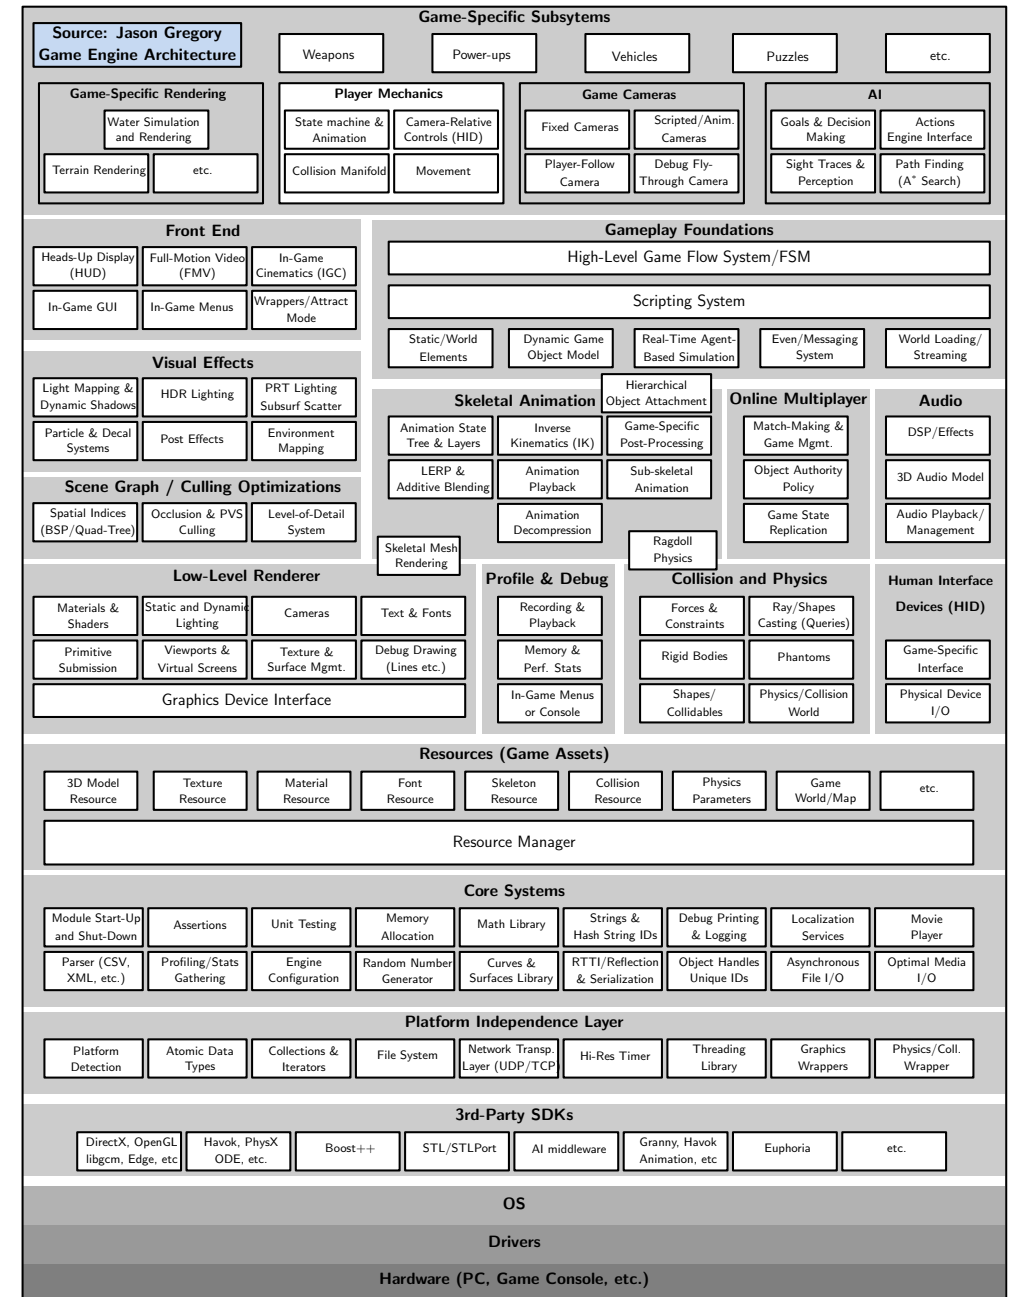 Game-Specific Subsytems
Source: Jason Gregory
Game Engine Architecture
Weapons
Power-ups
Vehicles
Puzzles
etc.
Game-Specific Rendering
Water Simulation
and Rendering
Terrain Rendering
etc.
Player Mechanics
State machine &
Animation
Camera-Relative
Controls (HID)
Collision Manifold
Movement
Game Cameras
Fixed Cameras
Scripted/Anim.
Cameras
Player-Follow
Camera
Debug Fly-
Through Camera
AI
Goals & Decision
Making
Actions
Engine Interface
Sight Traces &
Perception
Path Finding
(A* Search)
Front End
Heads-Up Display
(HUD)
Full-Motion Video
(FMV)
In-Game
Cinematics (IGC)
In-Game GUI
In-Game Menus
Wrappers/Attract
Mode
Gameplay Foundations
High-Level Game Flow System/FSM
Scripting System
Static/World
Elements
Dynamic Game
Object Model
Real-Time Agent-
Based Simulation
Even/Messaging
System
World Loading/
Streaming
Visual Effects
Light Mapping &
Dynamic Shadows
HDR Lighting
PRT Lighting
Subsurf Scatter
Particle & Decal
Systems
Post Effects
Environment
Mapping
Hierarchical
Object Attachment
Skeletal Animation
Animation State
Tree & Layers
Inverse
Kinematics (IK)
Game-Specific
Post-Processing
LERP &
Additive Blending
Animation
Playback
Sub-skeletal
Animation
Animation
Decompression
Online Multiplayer
Match-Making &
Game Mgmt.
Object Authority
Policy
Game State
Replication
Audio
DSP/Effects
3D Audio Model
Audio Playback/
Management
Scene Graph / Culling Optimizations
Spatial Indices
(BSP/Quad-Tree)
Occlusion & PVS
Culling
Level-of-Detail
System
Skeletal Mesh
Rendering
Ragdoll
Physics
Low-Level Renderer
Materials &
Shaders
Static and Dynamic
Lighting
Cameras
Text & Fonts
Primitive
Submission
Viewports &
Virtual Screens
Texture &
Surface Mgmt.
Debug Drawing
(Lines etc.)
Graphics Device Interface
Profile & Debug
Recording &
Playback
Memory &
Perf. Stats
In-Game Menus
or Console
Collision and Physics
Forces &
Constraints
Ray/Shapes
Casting (Queries)
Rigid Bodies
Phantoms
Shapes/
Collidables
Physics/Collision
World
Human Interface
Devices (HID)
Game-Specific
Interface
Physical Device
I/O
Resources (Game Assets)
3D Model
Resource
Texture
Resource
Material
Resource
Font
Resource
Skeleton
Resource
Collision
Resource
Physics
Parameters
Game
World/Map
etc.
Resource Manager
Core Systems
Module Start-Up
and Shut-Down
Assertions
Unit Testing
Memory
Allocation
Math Library
Strings &
Hash String IDs
Debug Printing
& Logging
Localization
Services
Movie
Player
Parser (CSV,
XML, etc.)
Profiling/Stats
Gathering
Engine
Configuration
Random Number
Generator
Curves &
Surfaces Library
RTTI/Reflection
& Serialization
Object Handles
Unique IDs
Asynchronous
File I/O
Optimal Media
I/O
Platform Independence Layer
Platform
Detection
Atomic Data
Types
Collections &
Iterators
File System
Network Transp.
Layer (UDP/TCP)
Hi-Res Timer
Threading
Library
Graphics
Wrappers
Physics/Coll.
Wrapper
3rd-Party SDKs
DirectX, OpenGL
libgcm, Edge, etc
Havok, PhysX
ODE, etc.
Boost++
STL/STLPort
AI middleware
Granny, Havok
Animation, etc
Euphoria
etc.
OS
Drivers
Hardware (PC, Game Console, etc.)